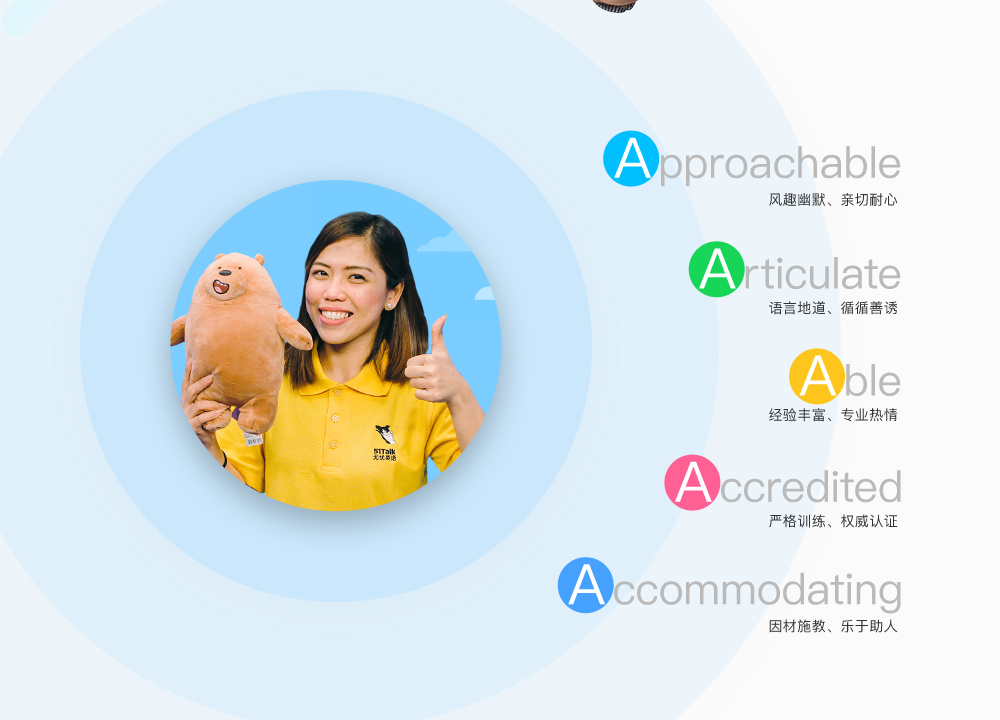 Approachable
风趣幽默、亲切耐心
Articulate
语言地道、循循善诱
Able
经验丰富、专业热情
51Talk
无忧英语
Accredited
严格训练、权威认证
Accommodating
因材施教、乐于助人